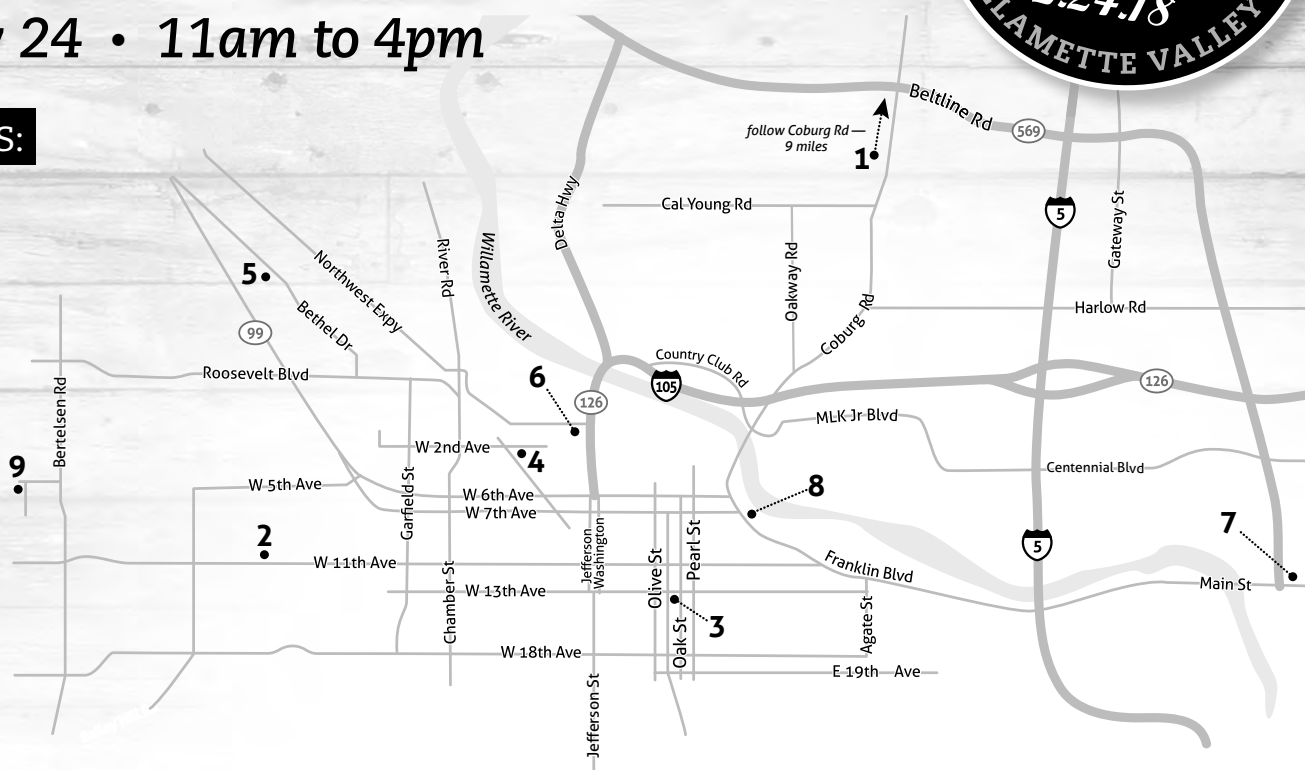 24 • 11am to 4pm
2.24.18
LLAMETTE VALLEY
S:
Beltline Rd
569
follow Coburg Rd —
9 miles
1
Cal Young Rd
Delta Hwy
5
Gateway St
Willamette River
River Rd
Northwest Expy
5
Bethel Dr
99
Oakway Rd
Coburg Rd
Harlow Rd
Country Club Rd
Roosevelt Blvd
6
126
105
126
MLK Jr Blvd
Bertelsen Rd
W 2nd Ave
4
9
Centennial Blvd
W 5th Ave
Garfield St
W 6th Ave
W 7th Ave
8
7
2
5
Jefferson
Washington
Olive St
Pearl St
W 11th Ave
Franklin Blvd
Main St
Chamber St
W 13th Ave
3
Oak St
Agate St
W 18th Ave
E 19th Ave
Jefferson St